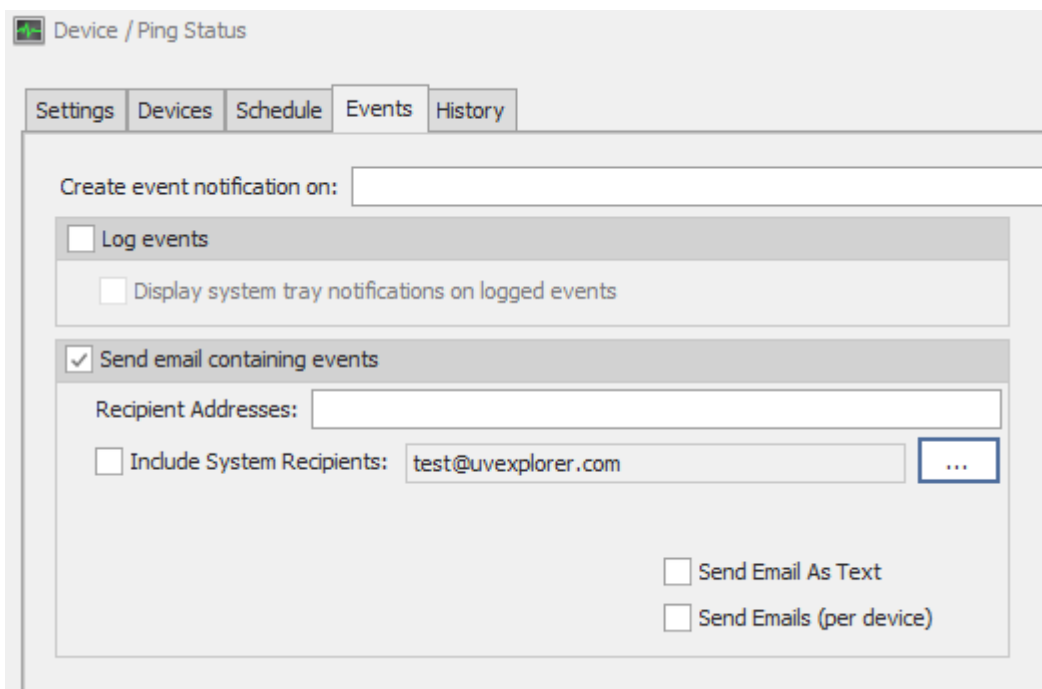 Device / Ping Status
Settings Devices Schedule Events History
Create event notification on:
Log events
Display system tray notifications on logged events
Send email containing events
Recipient Addresses:
Include System Recipients: test@uvexplorer.com ...
Send Email As Text
Send Emails (per device)